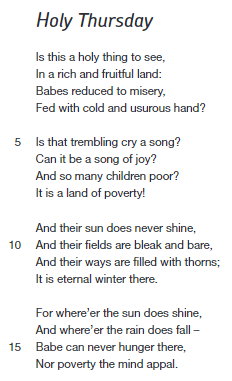 Holy Thursday
Is this a holy thing to see,
In a rich and fruitful land:
Babes reduced to misery,
Fed with cold and usurous hand?
5 Is that trembling cry a song?
Can it be a song of joy?
And so many children poor?
It is a land of poverty!
And their sun does never shine,
10 And their fields are bleak and bare,
And their ways are filled with thorns;
It is eternal winter there.
For where'er the sun does shine,
And where'er the rain does fall –
15 Babe can never hunger there,
Nor poverty the mind appal.